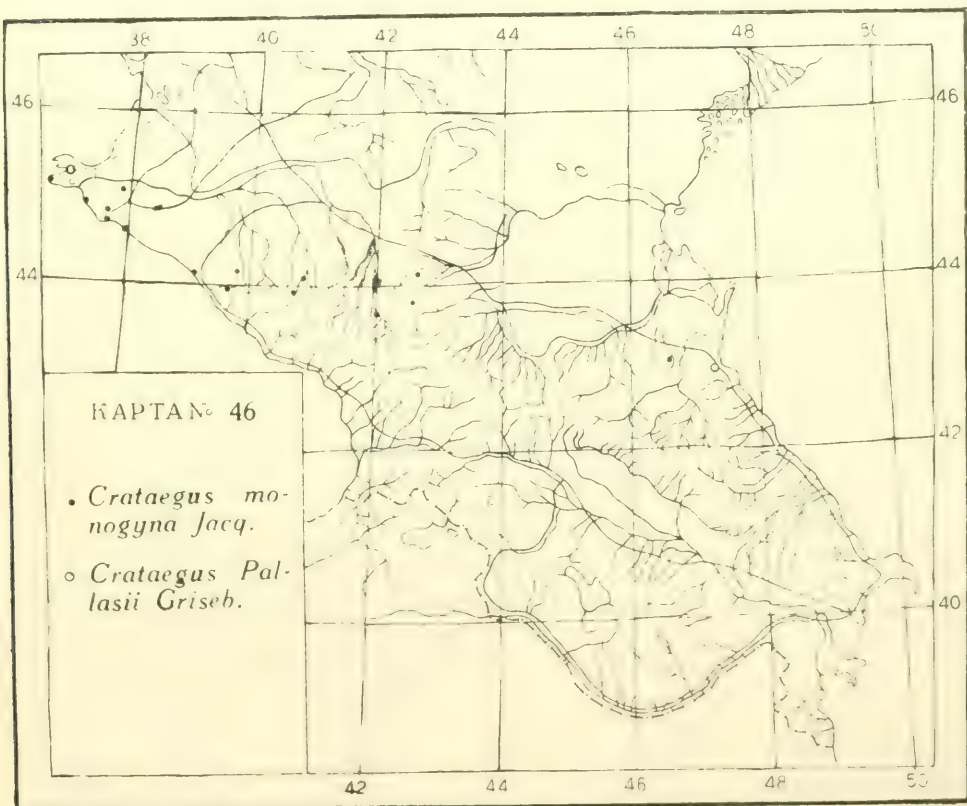 38 40 42 44 46 48 50
46 46
44 44
КАРТА № 46
42
• Crataegus mo-
nogyna Jacq.
○ Crataegus Pal-
lasii Griseb.
40
42 44 46 48 50